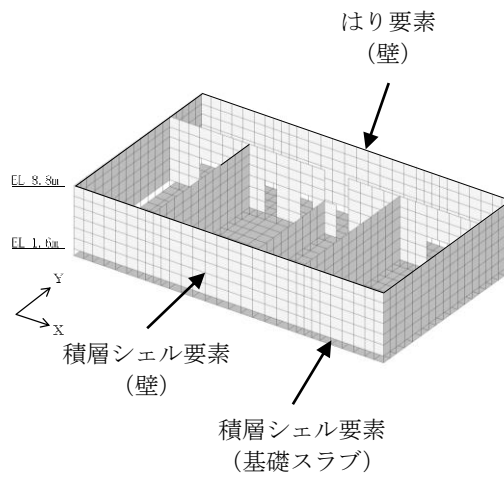 はり要素
（壁）
EL 8.8m
EL 1.6m
Y
X
積層シェル要素
（壁）
積層シェル要素
（基礎スラブ）